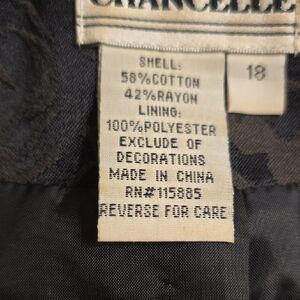 CHANCELLE
18
SHELL:
58%COTTON
42%RAYON
LINING:
100%POLYESTER
EXCLUDE OF
DECORATIONS
MADE IN CHINA
RN#115885
REVERSE FOR CARE